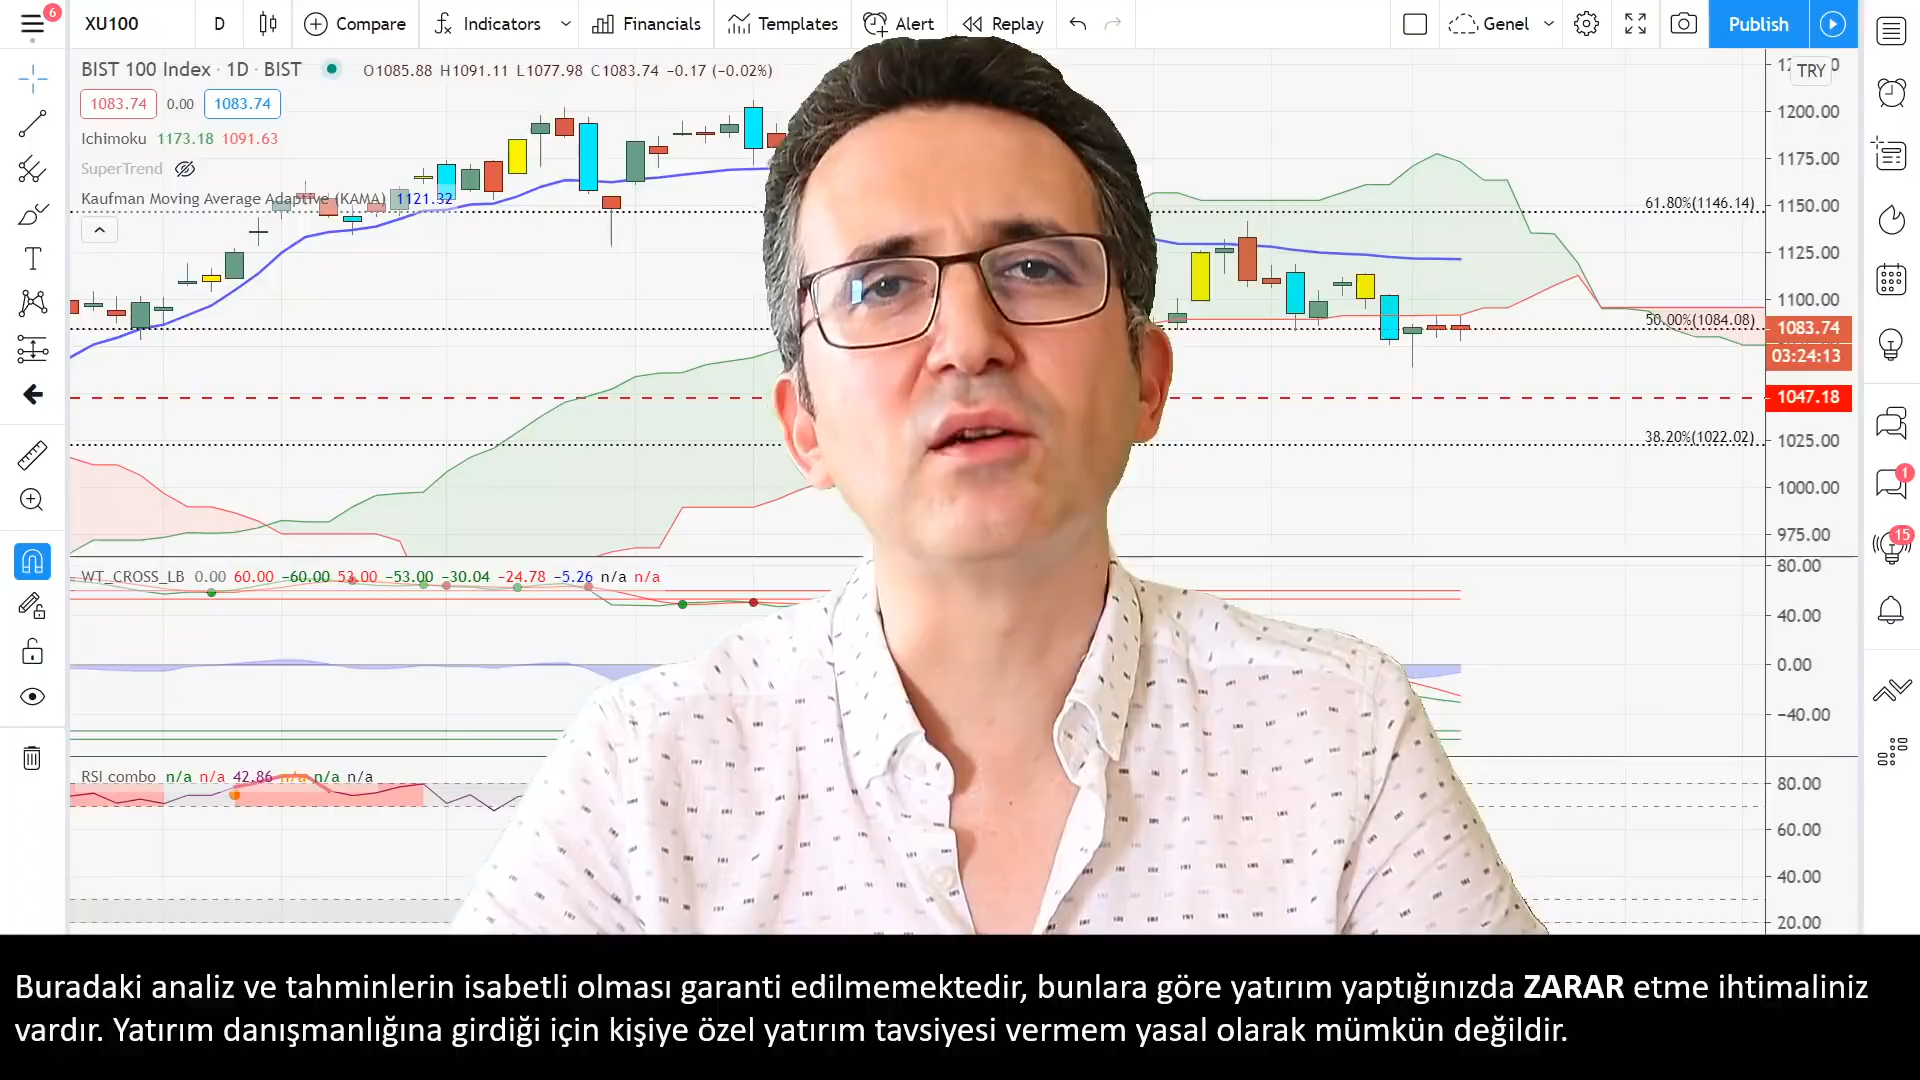 6 XU100 D Compare Indicators Financials Templates Alert Replay Genel Publish
BIST 100 Index · 1D · BIST O1085.88 H1091.11 L1077.98 C1083.74 −0.17 (−0.02%)
TRY
1083.74 0.00 1083.74
Ichimoku 1173.18 1091.63
SuperTrend
Kaufman Moving Average Adaptive (KAMA) 1121.32
1200.00
1175.00
61.80%(1146.14)
1150.00
1125.00
1100.00
50.00%(1084.08)
1083.74
03:24:13
1047.18
38.20%(1022.02)
1025.00
1000.00
975.00
1
15
WT_CROSS_LB 0.00 60.00 −60.00 53.00 −53.00 −30.04 −24.78 −5.26 n/a n/a
80.00
40.00
0.00
−40.00
RSI combo n/a n/a 42.86 n/a n/a n/a
80.00
60.00
40.00
20.00
Buradaki analiz ve tahminlerin isabetli olması garanti edilmemektedir, bunlara göre yatırım yaptığınızda ZARAR etme ihtimaliniz
vardır. Yatırım danışmanlığına girdiği için kişiye özel yatırım tavsiyesi vermem yasal olarak mümkün değildir.